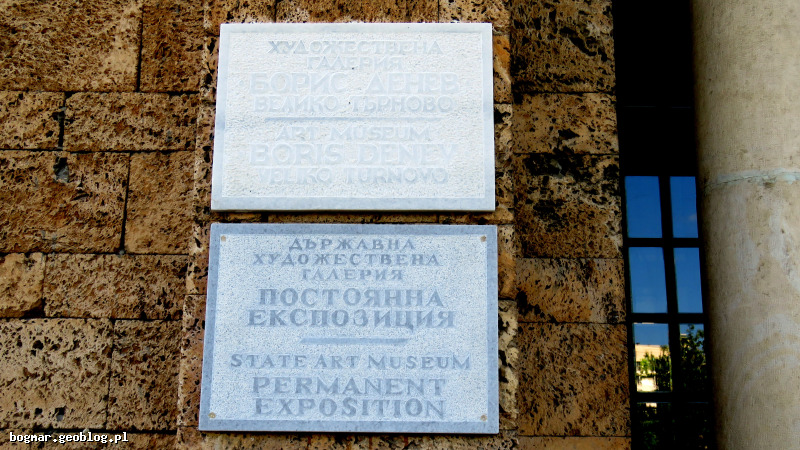 ХУДОЖЕСТВЕНА
ГАЛЕРИЯ
БОРИС ДЕНЕВ
ВЕЛИКО ТЪРНОВО
ART MUSEUM
BORIS DENEV
VELIKO TURNOVO
ДЪРЖАВНА
ХУДОЖЕСТВЕНА
ГАЛЕРИЯ
ПОСТОЯННА
ЕКСПОЗИЦИЯ
STATE ART MUSEUM
PERMANENT
EXPOSITION
bogmar.geoblog.pl